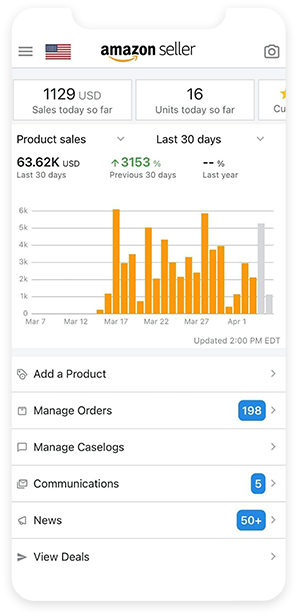 amazon seller
1129 USD
Sales today so far
16
Units today so far
Cu
Product sales
Last 30 days
63.62K USD
Last 30 days
↑3153 %
Previous 30 days
-- %
Last year
6k
5k
4k
3k
2k
1k
0
Mar 7 Mar 12 Mar 17 Mar 22 Mar 27 Apr 1
Updated 2:00 PM EDT
Add a Product
Manage Orders 198
Manage Caselogs
Communications 5
News 50+
View Deals